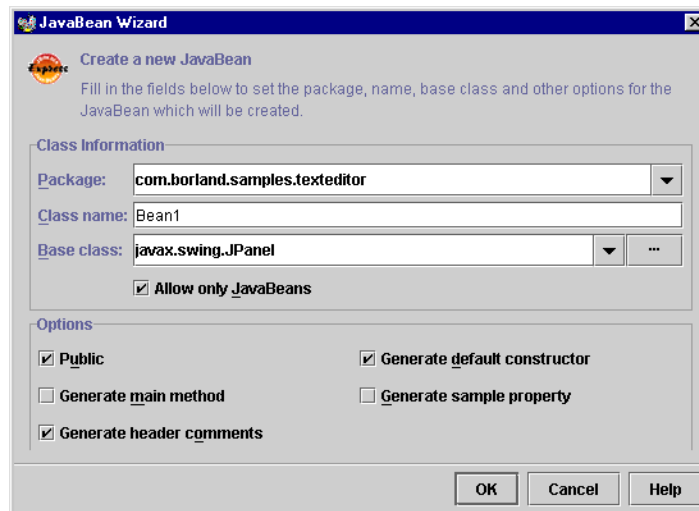 JavaBean Wizard
Express
Create a new JavaBean
Fill in the fields below to set the package, name, base class and other options for the
JavaBean which will be created.
Class Information
Package: com.borland.samples.texteditor
Class name: Bean1
Base class: javax.swing.JPanel ...
Allow only JavaBeans
Options
Public Generate default constructor
Generate main method Generate sample property
Generate header comments
OK Cancel Help